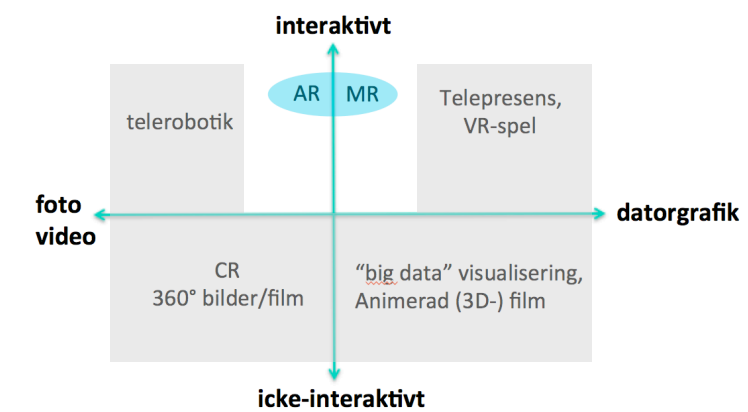 interaktivt
AR MR
telerobotik
Telepresens,
VR-spel
foto
video
datorgrafik
CR
360° bilder/film
“big data” visualisering,
Animerad (3D-) film
icke-interaktivt